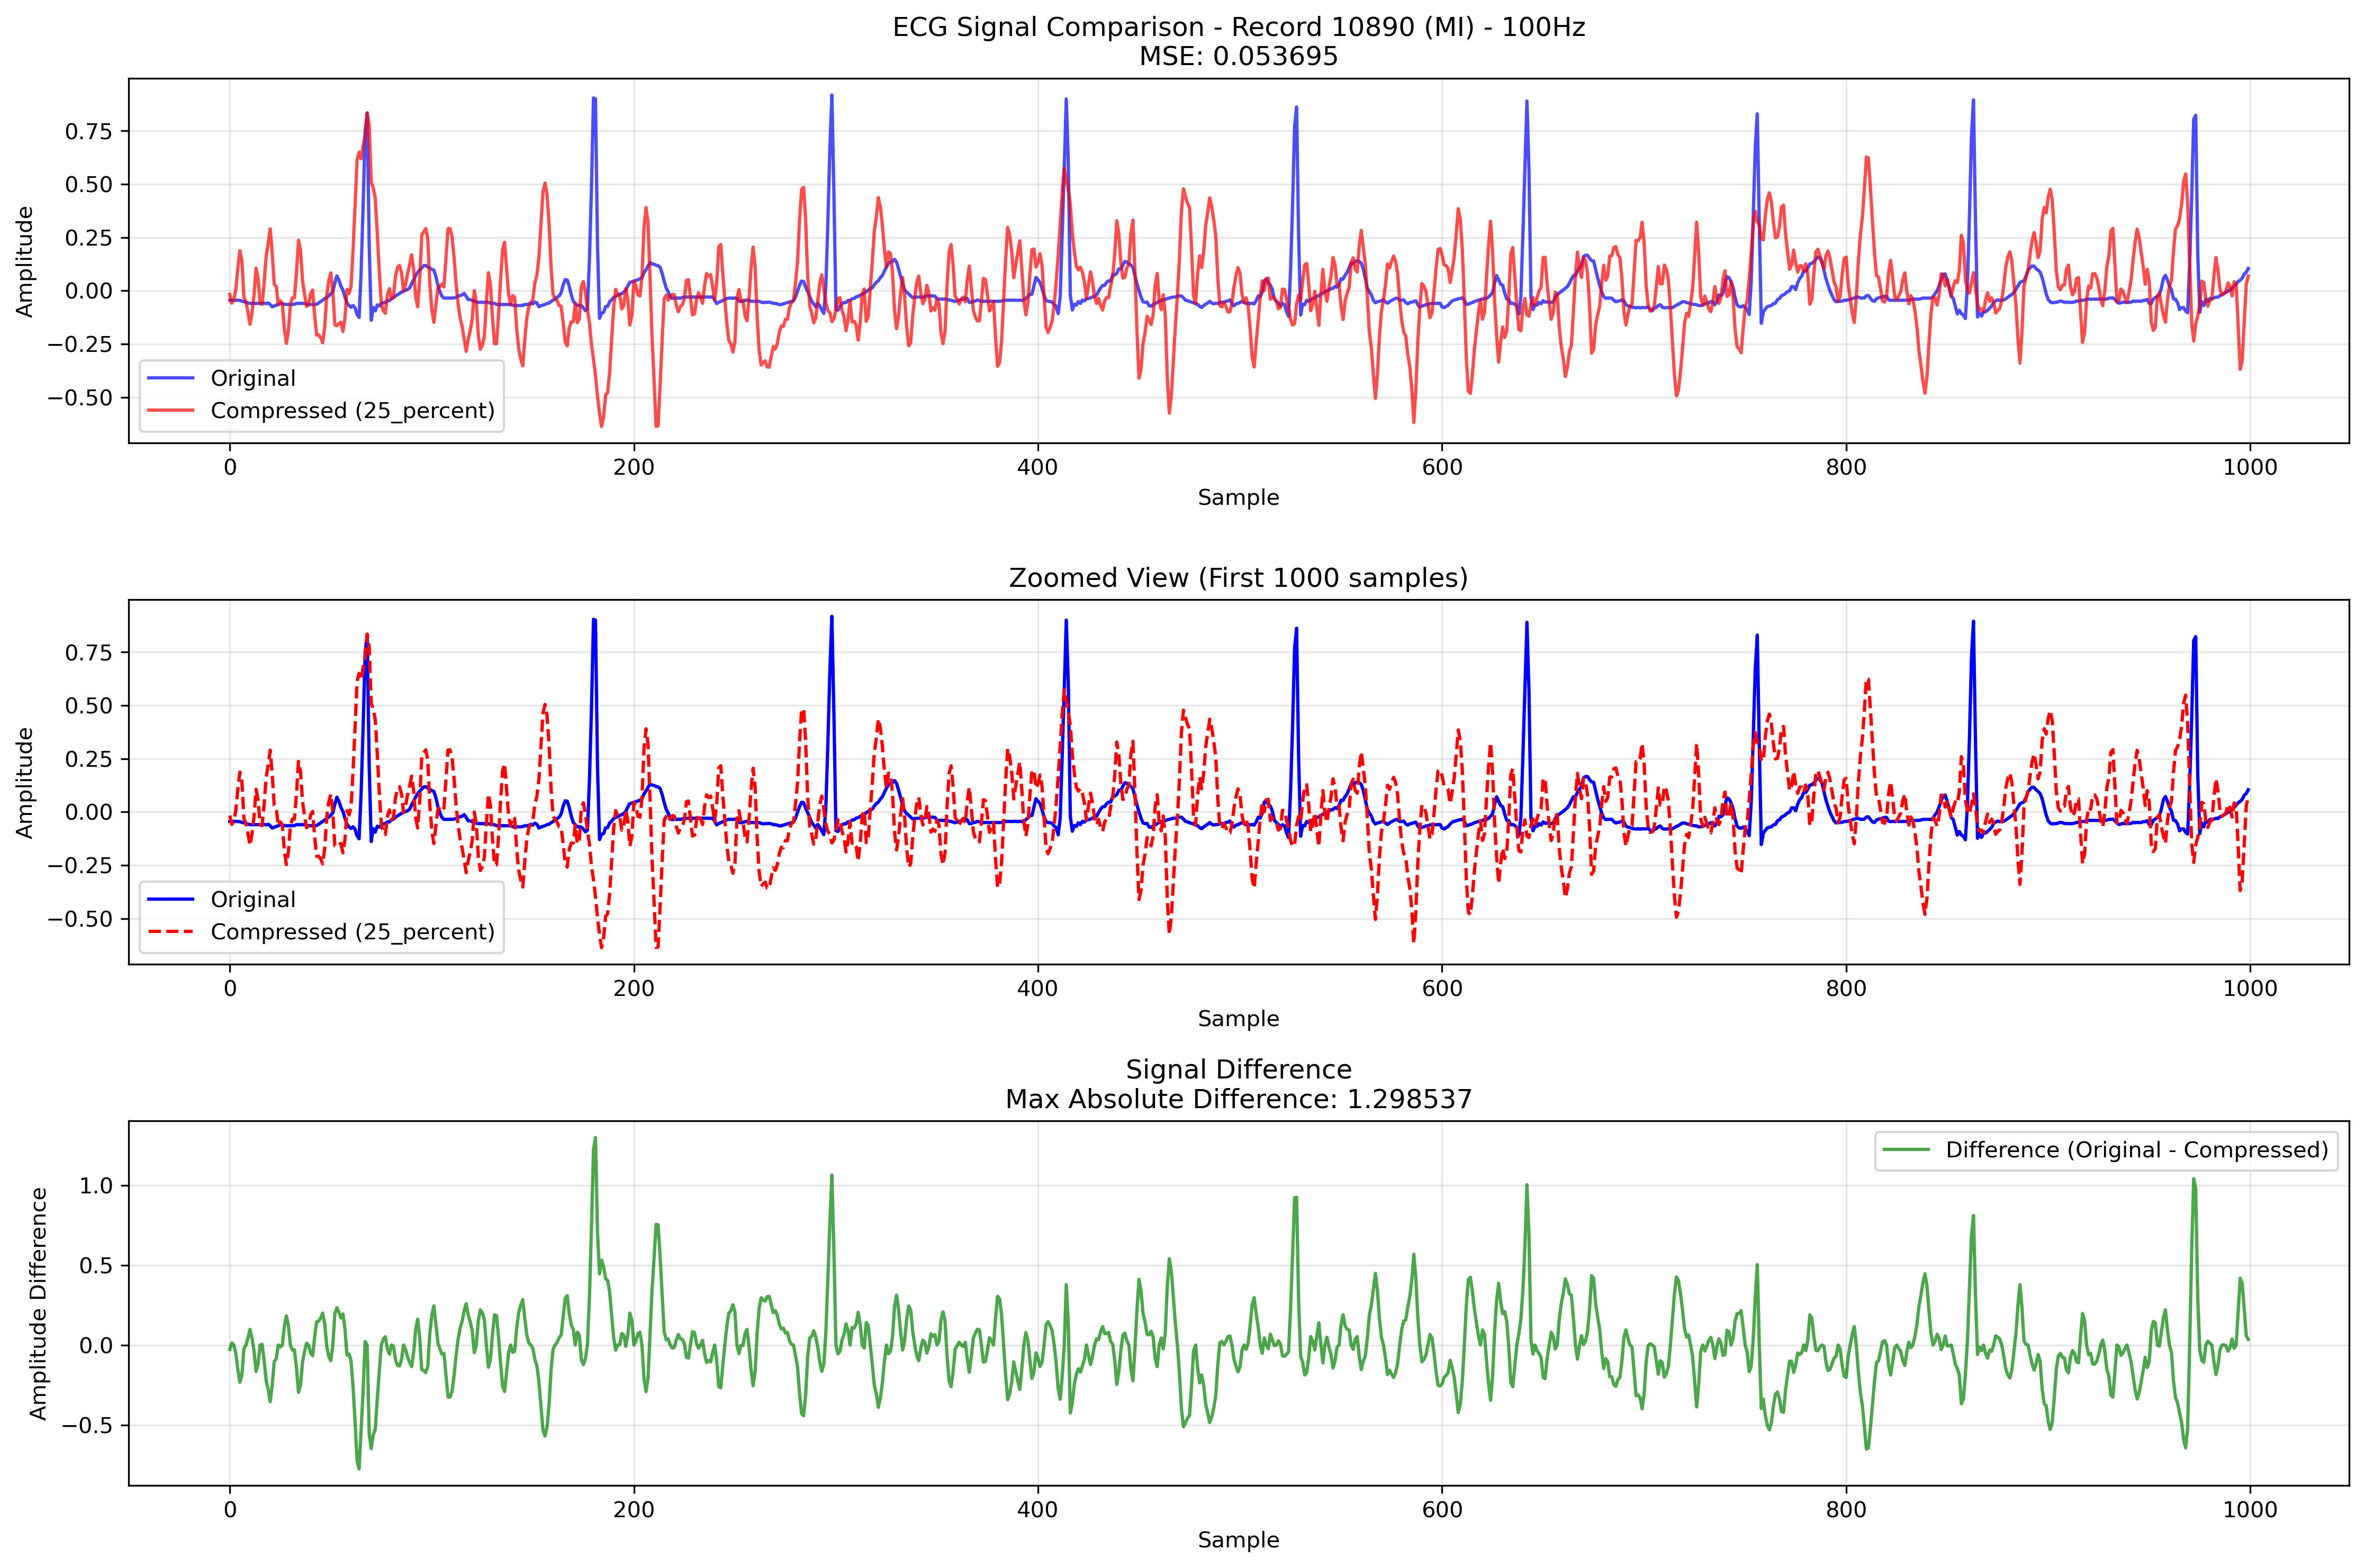 ECG Signal Comparison - Record 10890 (MI) - 100Hz
MSE: 0.053695
Amplitude
0.75
0.50
0.25
0.00
−0.25
−0.50
Original
Compressed (25_percent)
0 200 400 600 800 1000
Sample
Zoomed View (First 1000 samples)
Amplitude
0.75
0.50
0.25
0.00
−0.25
−0.50
Original
Compressed (25_percent)
0 200 400 600 800 1000
Sample
Signal Difference
Max Absolute Difference: 1.298537
Amplitude Difference
Difference (Original - Compressed)
1.0
0.5
0.0
−0.5
0 200 400 600 800 1000
Sample